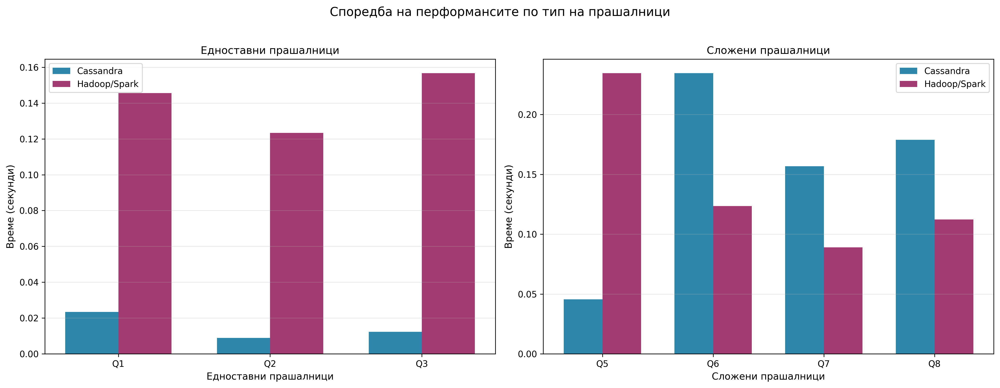 Споредба на перформансите по тип на прашалници
Едноставни прашалници
Cassandra
Hadoop/Spark
Време (секунди)
0.16
0.14
0.12
0.10
0.08
0.06
0.04
0.02
0.00
Q1 Q2 Q3
Едноставни прашалници
Сложени прашалници
Cassandra
Hadoop/Spark
Време (секунди)
0.20
0.15
0.10
0.05
0.00
Q5 Q6 Q7 Q8
Сложени прашалници